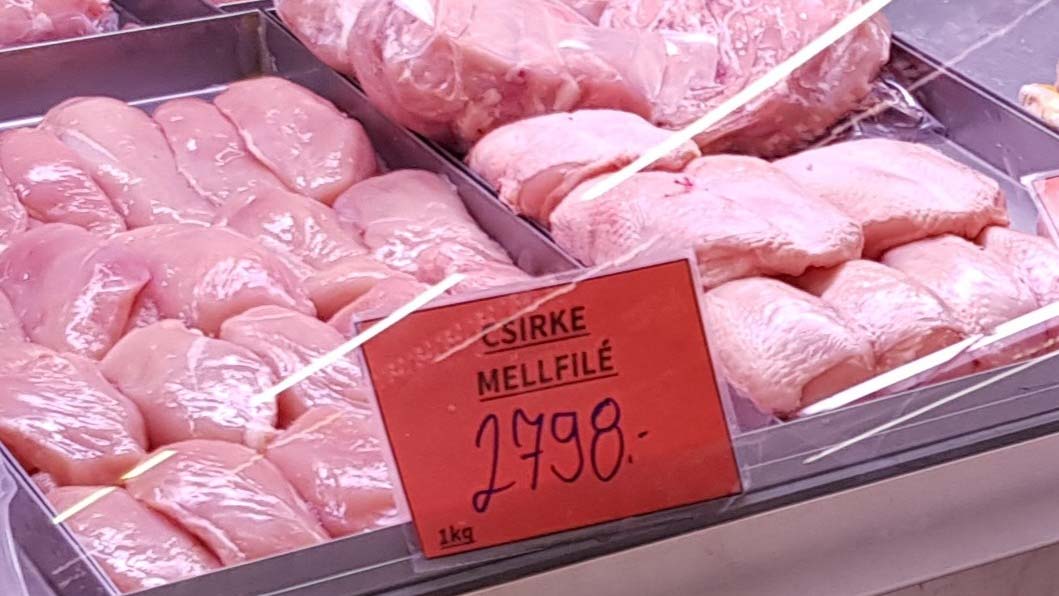 CSIRKE
MELLFILÉ
2798.-
1kg